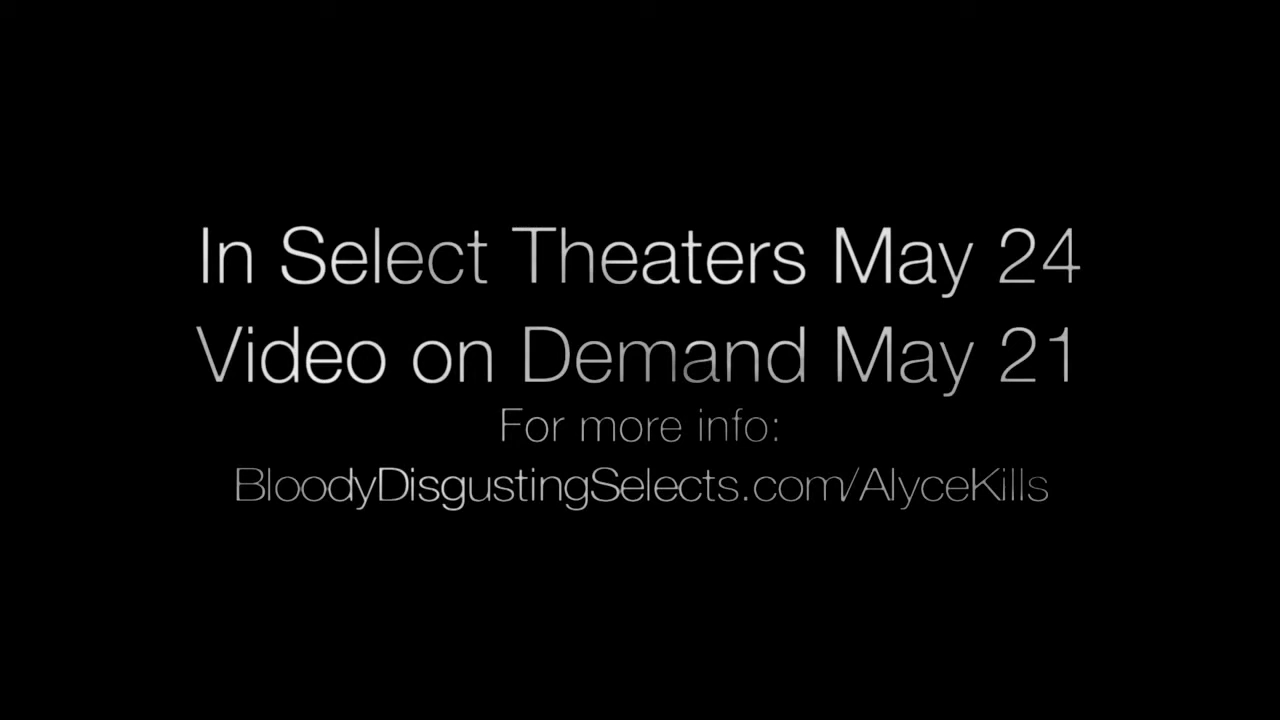 In Select Theaters May 24
Video on Demand May 21
For more info:
BloodyDisgustingSelects.com/AlyceKills